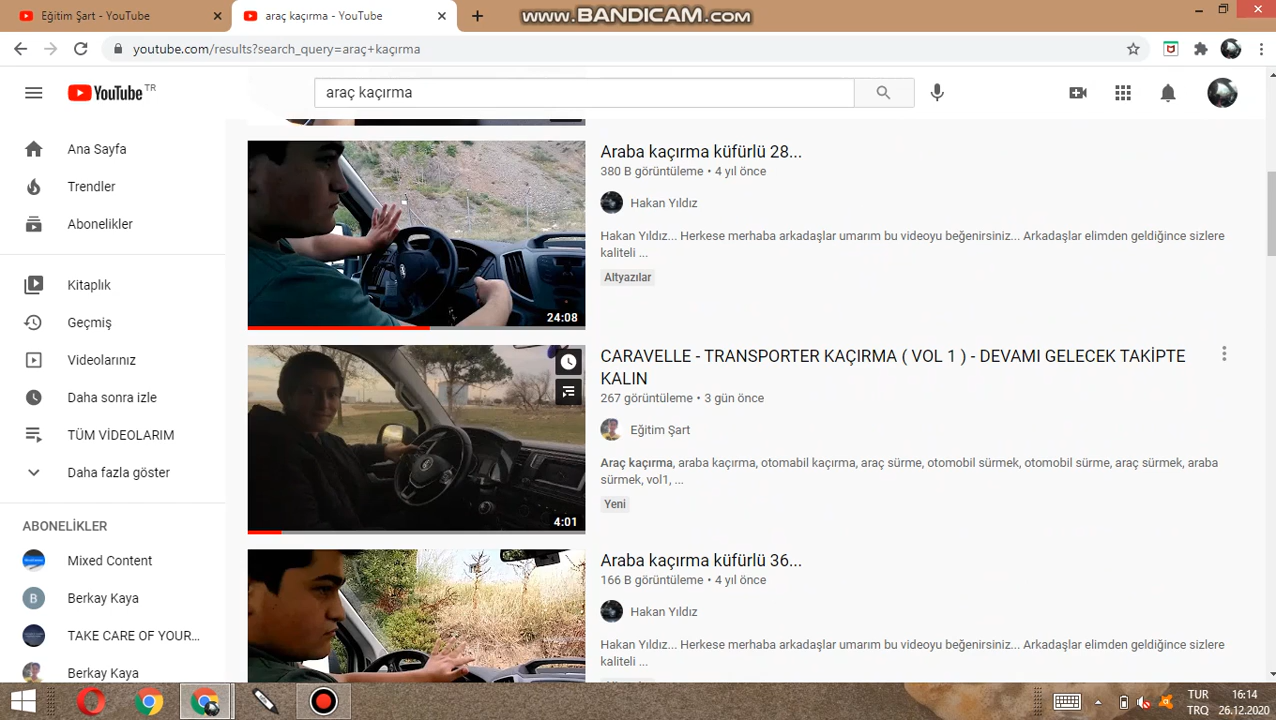 Eğitim Şart - YouTube
araç kaçırma - YouTube
www.BANDICAM.com
youtube.com/results?search_query=araç+kaçırma
YouTube TR
araç kaçırma
Ana Sayfa
Trendler
Abonelikler
Kitaplık
Geçmiş
Videolarınız
Daha sonra izle
TÜM VİDEOLARIM
Daha fazla göster
ABONELİKLER
Mixed Content
B
Berkay Kaya
TAKE CARE OF YOUR...
Berkay Kaya
24:08
Araba kaçırma küfürlü 28...
380 B görüntüleme • 4 yıl önce
Hakan Yıldız
Hakan Yıldız... Herkese merhaba arkadaşlar umarım bu videoyu beğenirsiniz... Arkadaşlar elimden geldiğince sizlere
kaliteli ...
Altyazılar
4:01
CARAVELLE - TRANSPORTER KAÇIRMA ( VOL 1 ) - DEVAMI GELECEK TAKİPTE
KALIN
267 görüntüleme • 3 gün önce
Eğitim Şart
Araç kaçırma, araba kaçırma, otomabil kaçırma, araç sürme, otomobil sürmek, otomobil sürme, araç sürmek, araba
sürmek, vol1, ...
Yeni
Araba kaçırma küfürlü 36...
166 B görüntüleme • 4 yıl önce
Hakan Yıldız
Hakan Yıldız... Herkese merhaba arkadaşlar umarım bu videoyu beğenirsiniz... Arkadaşlar elimden geldiğince sizlere
kaliteli ...
TUR
TRQ
16:14
26.12.2020